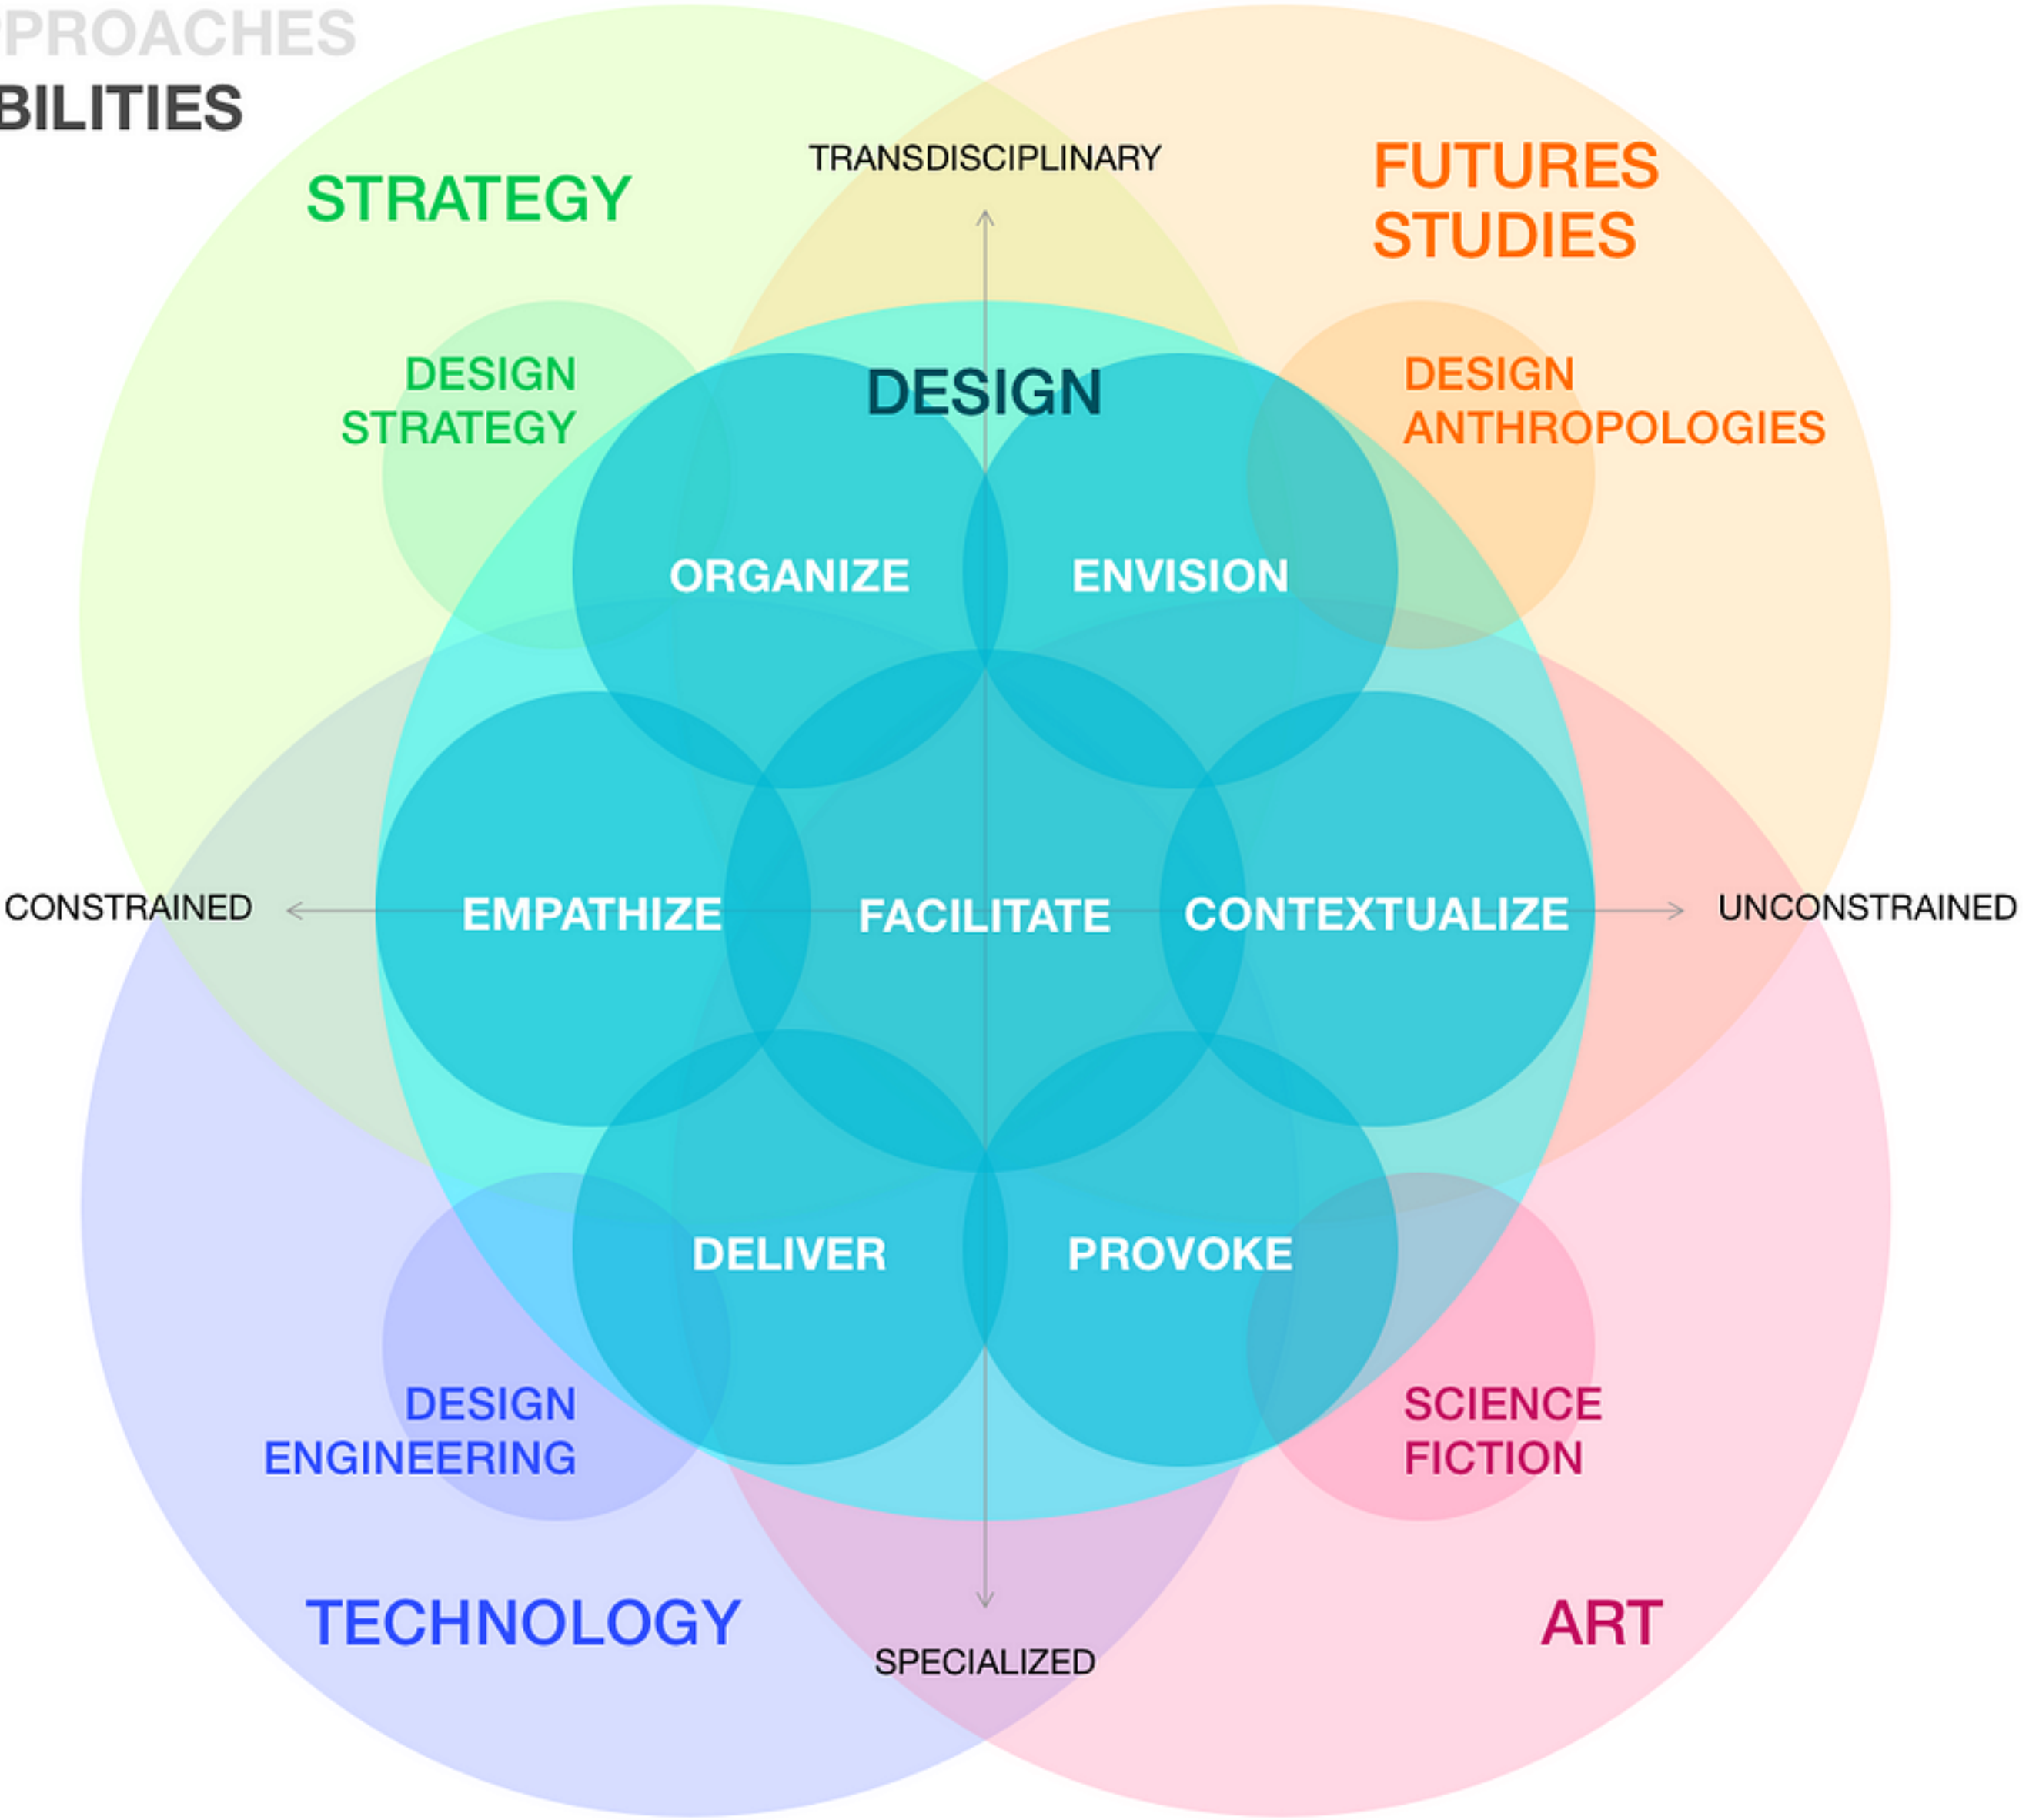 PROACHES
BILITIES
TRANSDISCIPLINARY
STRATEGY
FUTURES
STUDIES
DESIGN
STRATEGY
DESIGN
DESIGN
ANTHROPOLOGIES
ORGANIZE
ENVISION
CONSTRAINED
EMPATHIZE
FACILITATE
CONTEXTUALIZE
UNCONSTRAINED
DELIVER
PROVOKE
DESIGN
ENGINEERING
SCIENCE
FICTION
TECHNOLOGY
ART
SPECIALIZED